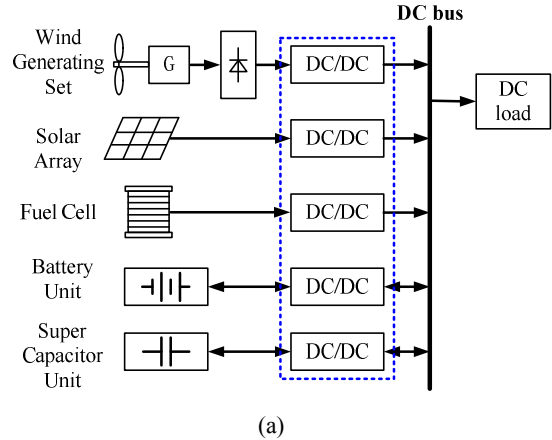 DC bus
Wind
Generating
Set
G
DC/DC
DC
load
Solar
Array
DC/DC
Fuel Cell
DC/DC
Battery
Unit
DC/DC
Super
Capacitor
Unit
DC/DC
(a)